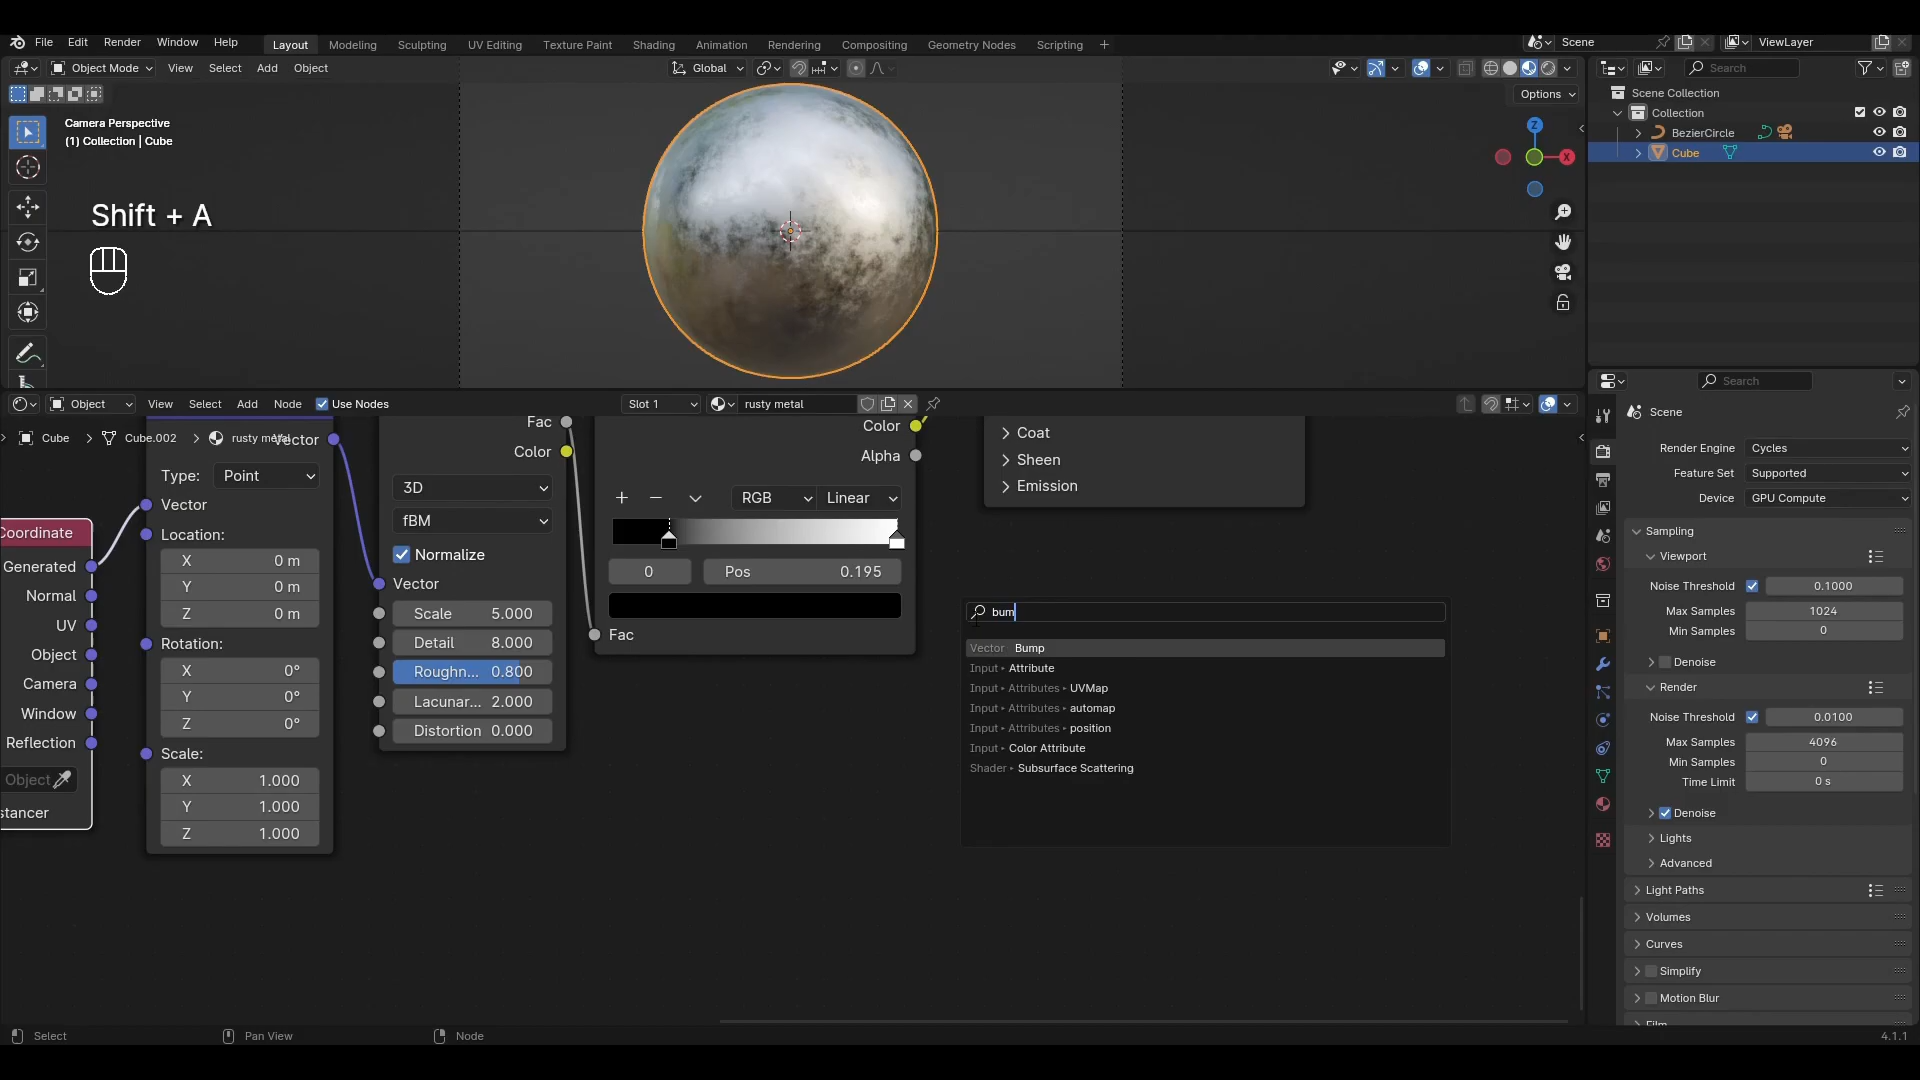 File Edit Render Window Help Layout Modeling Sculpting UV Editing Texture Paint Shading Animation Rendering Compositing Geometry Nodes Scripting + Scene ViewLayer
Object Mode View Select Add Object Global Search
Options
Scene Collection
Collection
BezierCircle
Cube
Camera Perspective
(1) Collection | Cube
Z
X
Shift + A
Object View Select Add Node Use Nodes Slot 1 rusty metal
Cube Cube.002 rusty metal
Vector
Type: Point
Vector
Location:
X 0 m
Y 0 m
Z 0 m
Rotation:
X 0°
Y 0°
Z 0°
Scale:
X 1.000
Y 1.000
Z 1.000
Coordinate
Generated
Normal
UV
Object
Camera
Window
Reflection
Object
stancer
Fac
Color
3D
fBM
Normalize
Vector
Scale 5.000
Detail 8.000
Roughn... 0.800
Lacunar... 2.000
Distortion 0.000
Color
Alpha
RGB Linear
0 Pos 0.195
Fac
Coat
Sheen
Emission
bum
Vector Bump
Input Attribute
Input Attributes UVMap
Input Attributes automap
Input Attributes position
Input Color Attribute
Shader Subsurface Scattering
Search
Scene
Render Engine Cycles
Feature Set Supported
Device GPU Compute
Sampling
Viewport
Noise Threshold 0.1000
Max Samples 1024
Min Samples 0
Denoise
Render
Noise Threshold 0.0100
Max Samples 4096
Min Samples 0
Time Limit 0 s
Denoise
Lights
Advanced
Light Paths
Volumes
Curves
Simplify
Motion Blur
Film
Select Pan View Node 4.1.1